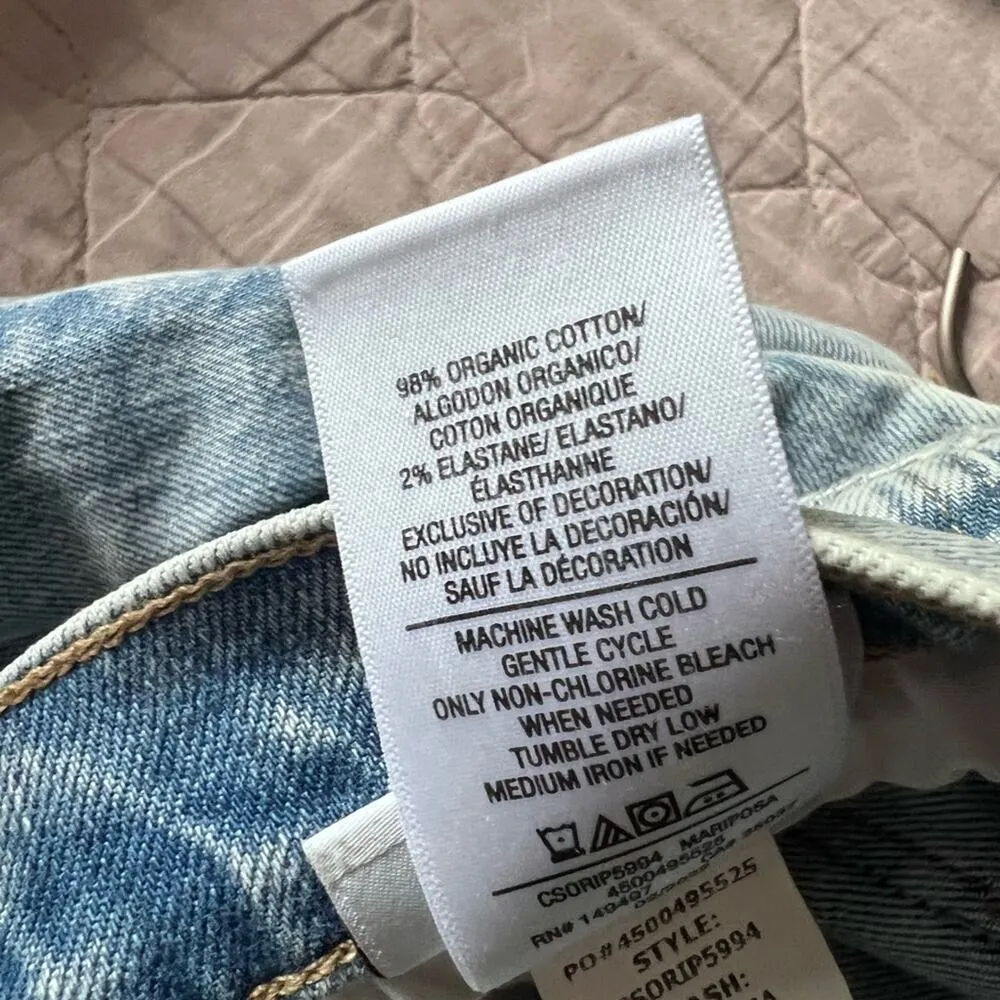 98% ORGANIC COTTON/
ALGODON ORGANICO/
COTON ORGANIQUE
2% ELASTANE/ ELASTANO/
ÉLASTHANNE
EXCLUSIVE OF DECORATION/
NO INCLUYE LA DECORACIÓN/
SAUF LA DÉCORATION
MACHINE WASH COLD
GENTLE CYCLE
ONLY NON-CHLORINE BLEACH
WHEN NEEDED
TUMBLE DRY LOW
MEDIUM IRON IF NEEDED
CSORIP5994 MARIPOSA
4500495525
RN# 149407
PO# 4500495525
STYLE:
CSORIP5994